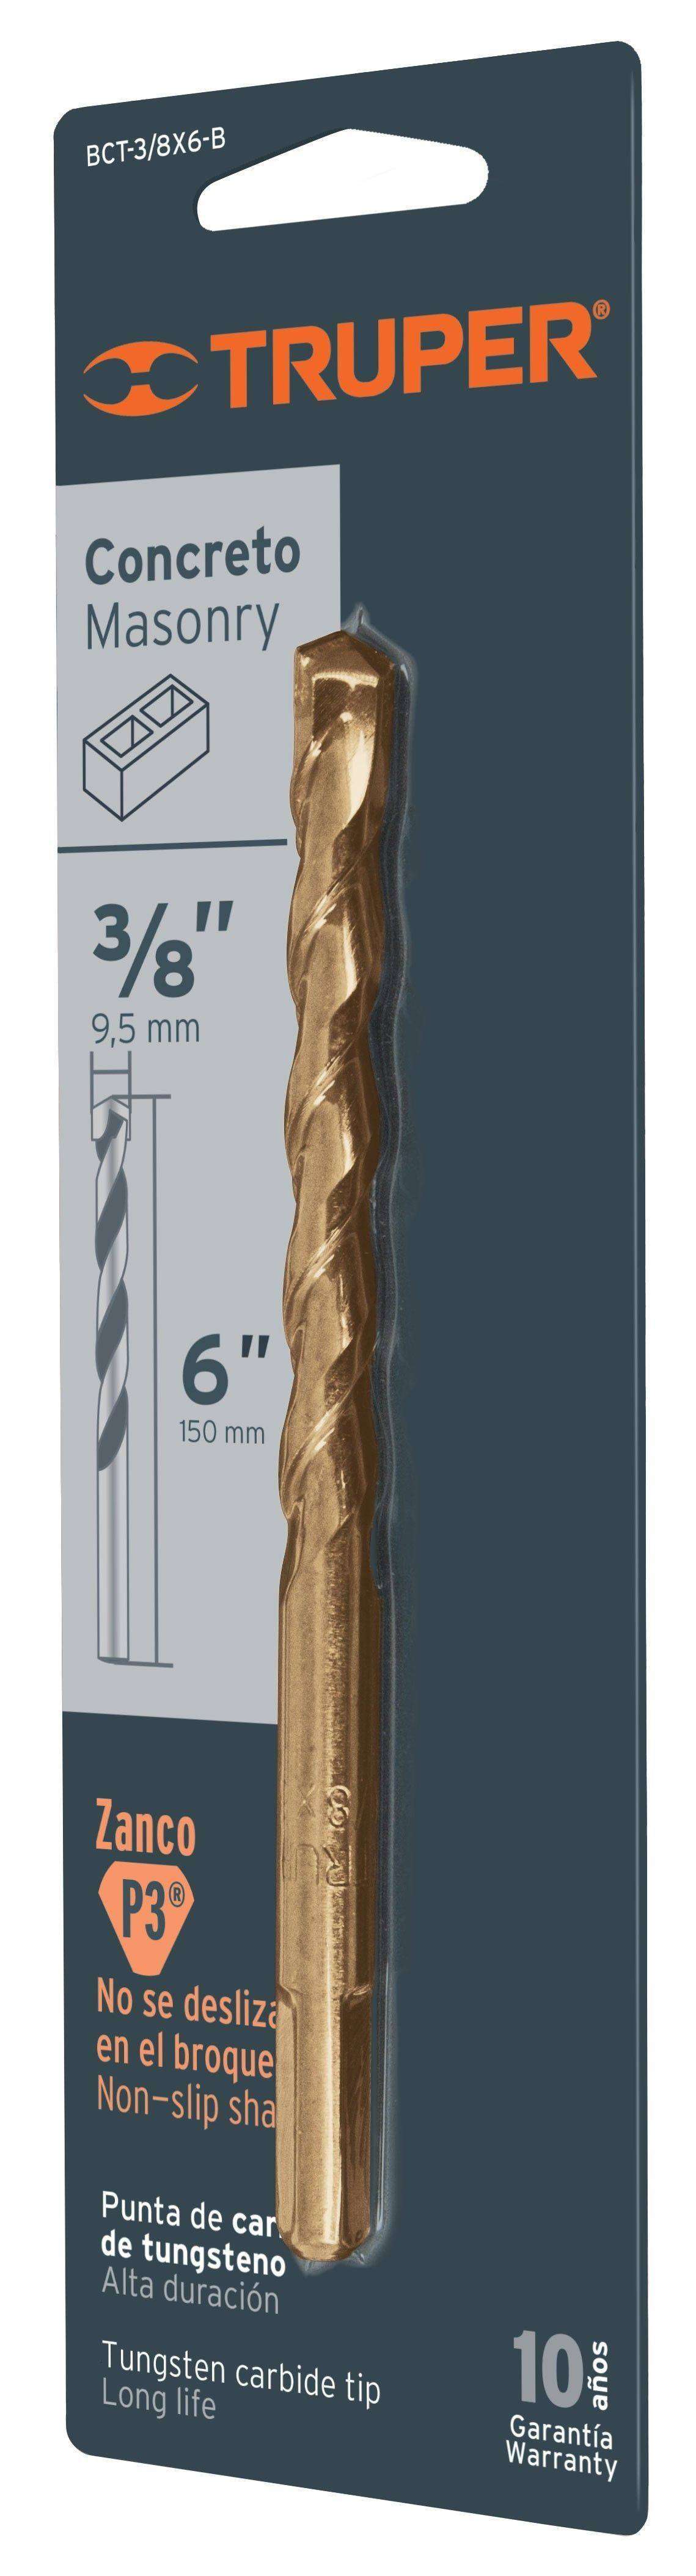 BCT-3/8X6-B
TRUPER®
Concreto
Masonry
3/8"
9,5 mm
6"
150 mm
Zanco
P3®
No se desliza
en el broque
Non-slip sha
Punta de car
de tungsteno
Alta duración
Tungsten carbide tip
Long life
10 años
Garantía
Warranty